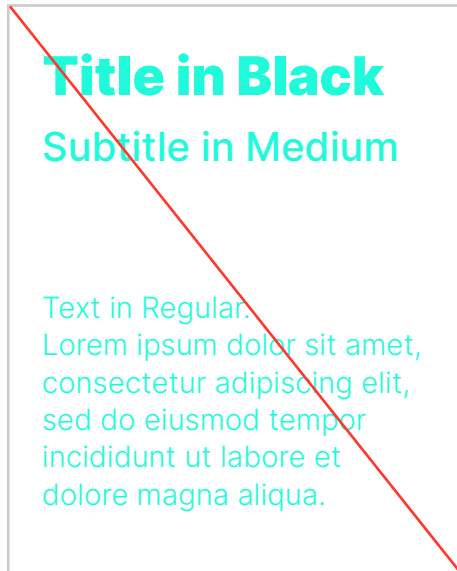 Title in Black
Subtitle in Medium
Text in Regular.
Lorem ipsum dolor sit amet,
consectetur adipiscing elit,
sed do eiusmod tempor
incididunt ut labore et
dolore magna aliqua.